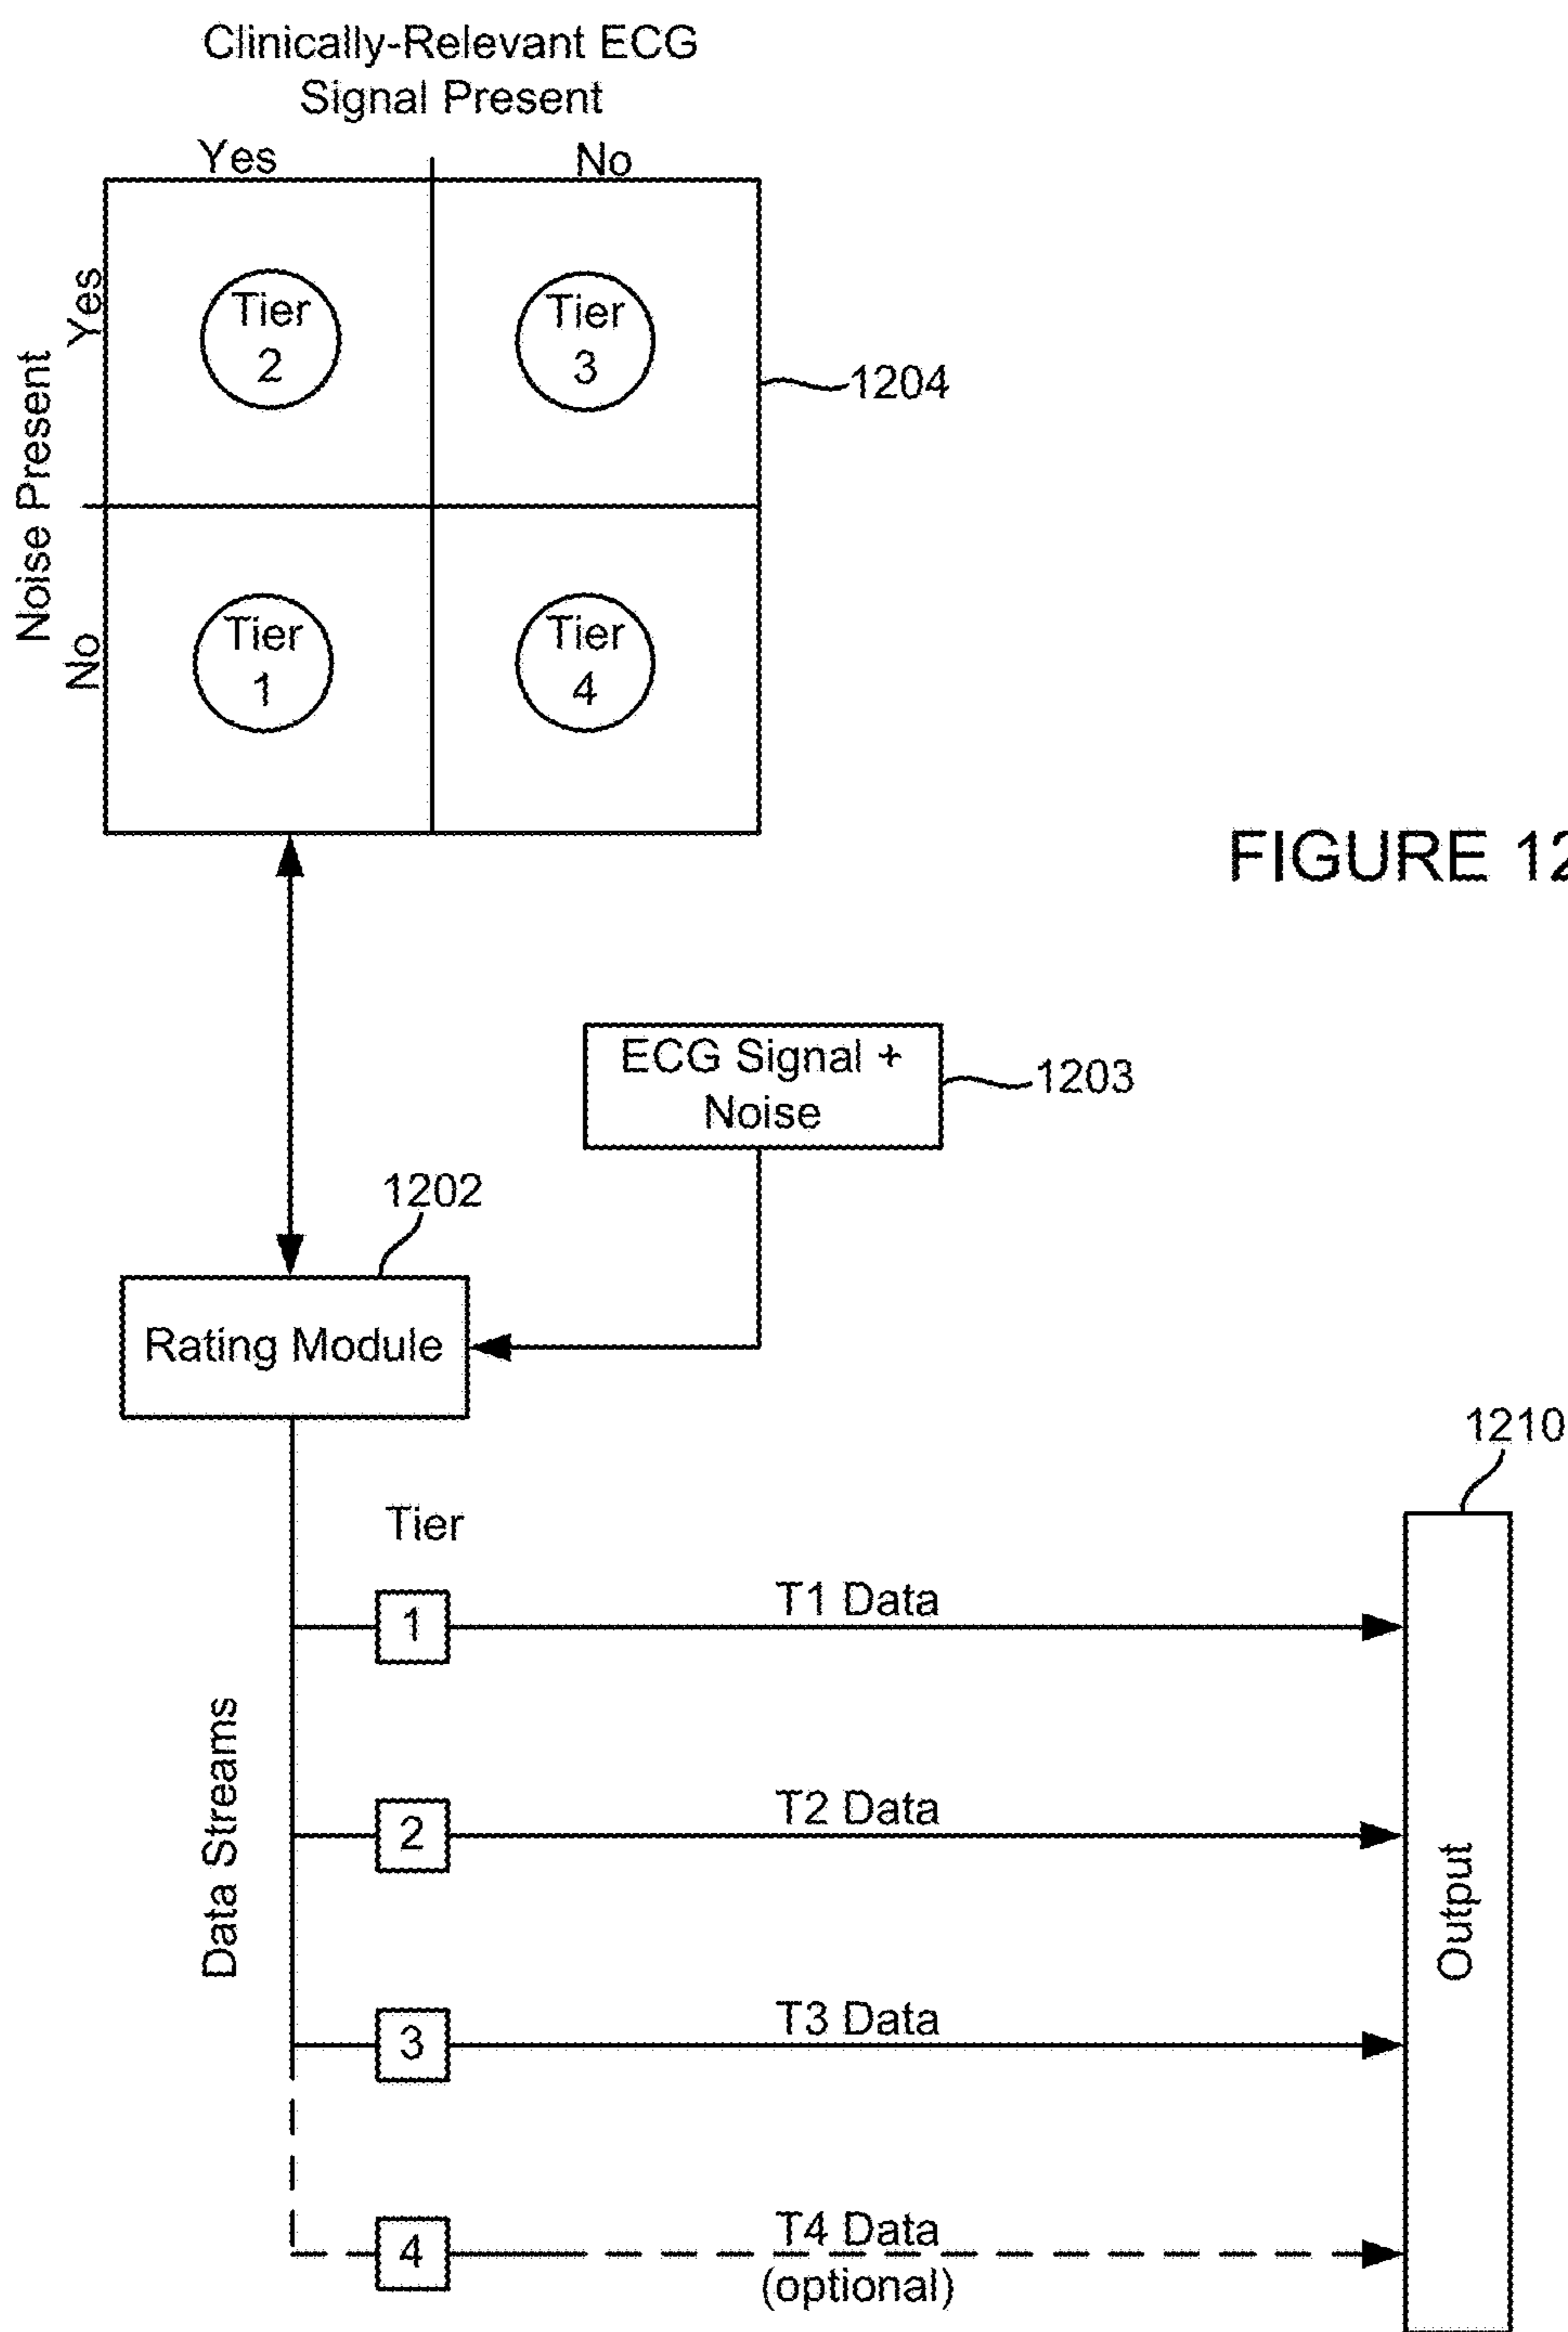 Clinically-Relevant ECG
Signal Present
Yes
No
Noise Present
Yes
No
Tier
2
Tier
3
1204
Tier
1
Tier
4
FIGURE 12
ECG Signal +
Noise
1203
1202
Rating Module
1210
Tier
Data Streams
1
T1 Data
2
T2 Data
3
T3 Data
4
T4 Data
(optional)
Output